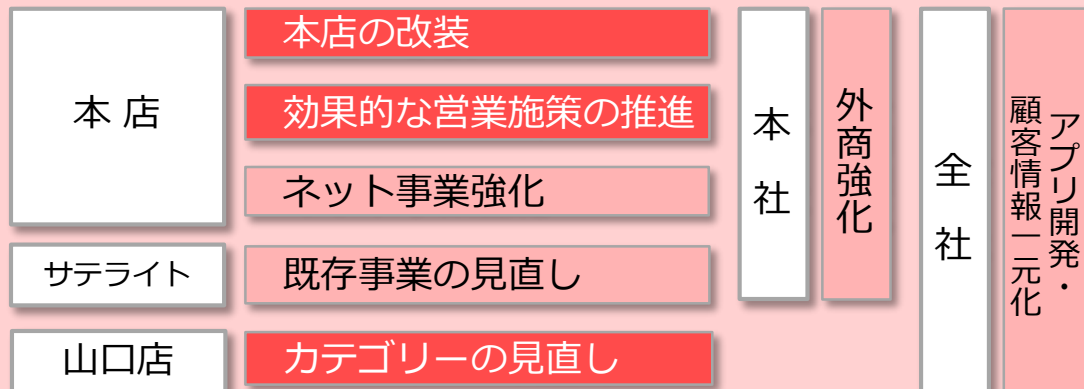 本 店
本店の改装
効果的な営業施策の推進
ネット事業強化
サテライト
既存事業の見直し
山口店
カテゴリーの見直し
本 社
外商強化
全 社
アプリ開発・
顧客情報一元化